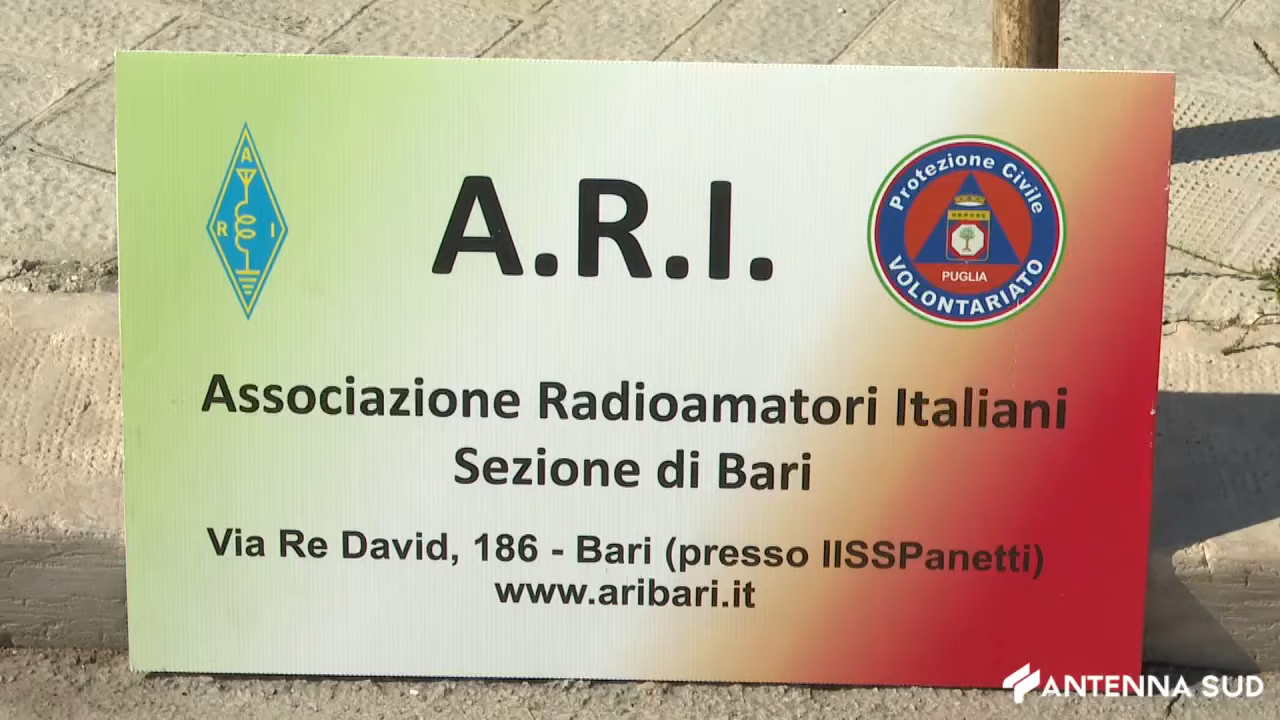 A
R I
A.R.I.
Protezione Civile
PUGLIA
VOLONTARIATO
Associazione Radioamatori Italiani
Sezione di Bari
Via Re David, 186 - Bari (presso IISSPanetti)
www.aribari.it
ANTENNA SUD